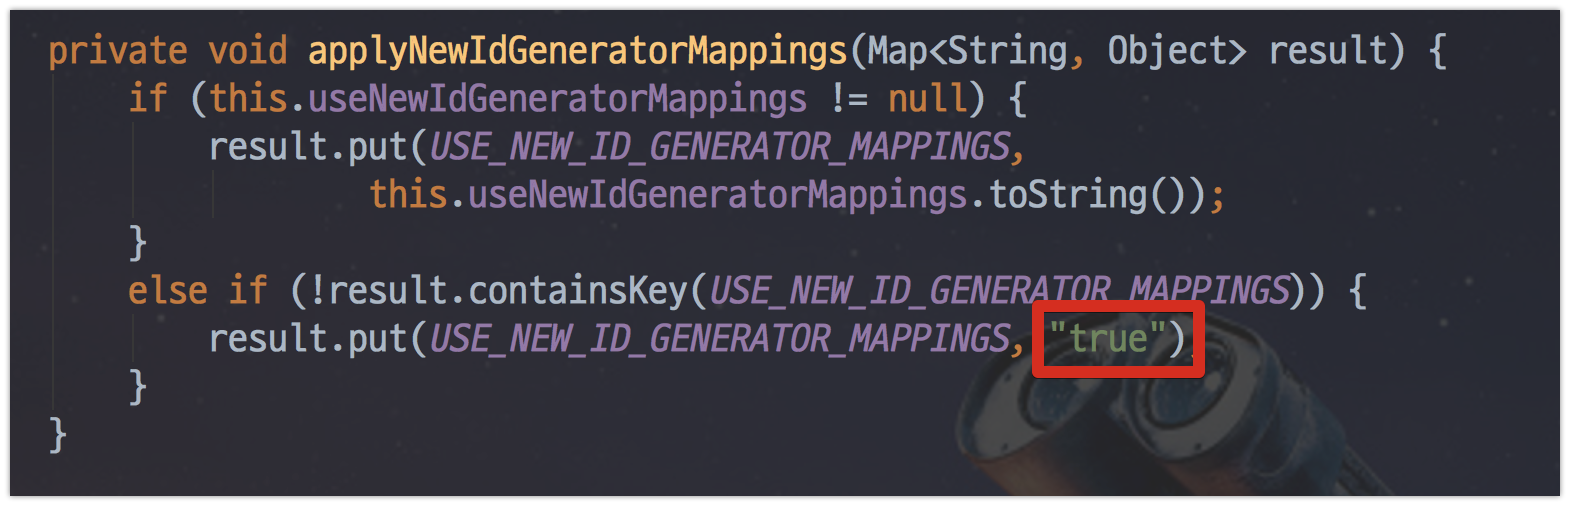 private void applyNewIdGeneratorMappings(Map<String, Object> result) {
if (this.useNewIdGeneratorMappings != null) {
result.put(USE_NEW_ID_GENERATOR_MAPPINGS,
this.useNewIdGeneratorMappings.toString());
}
else if (!result.containsKey(USE_NEW_ID_GENERATOR_MAPPINGS)) {
result.put(USE_NEW_ID_GENERATOR_MAPPINGS, "true")
}
}